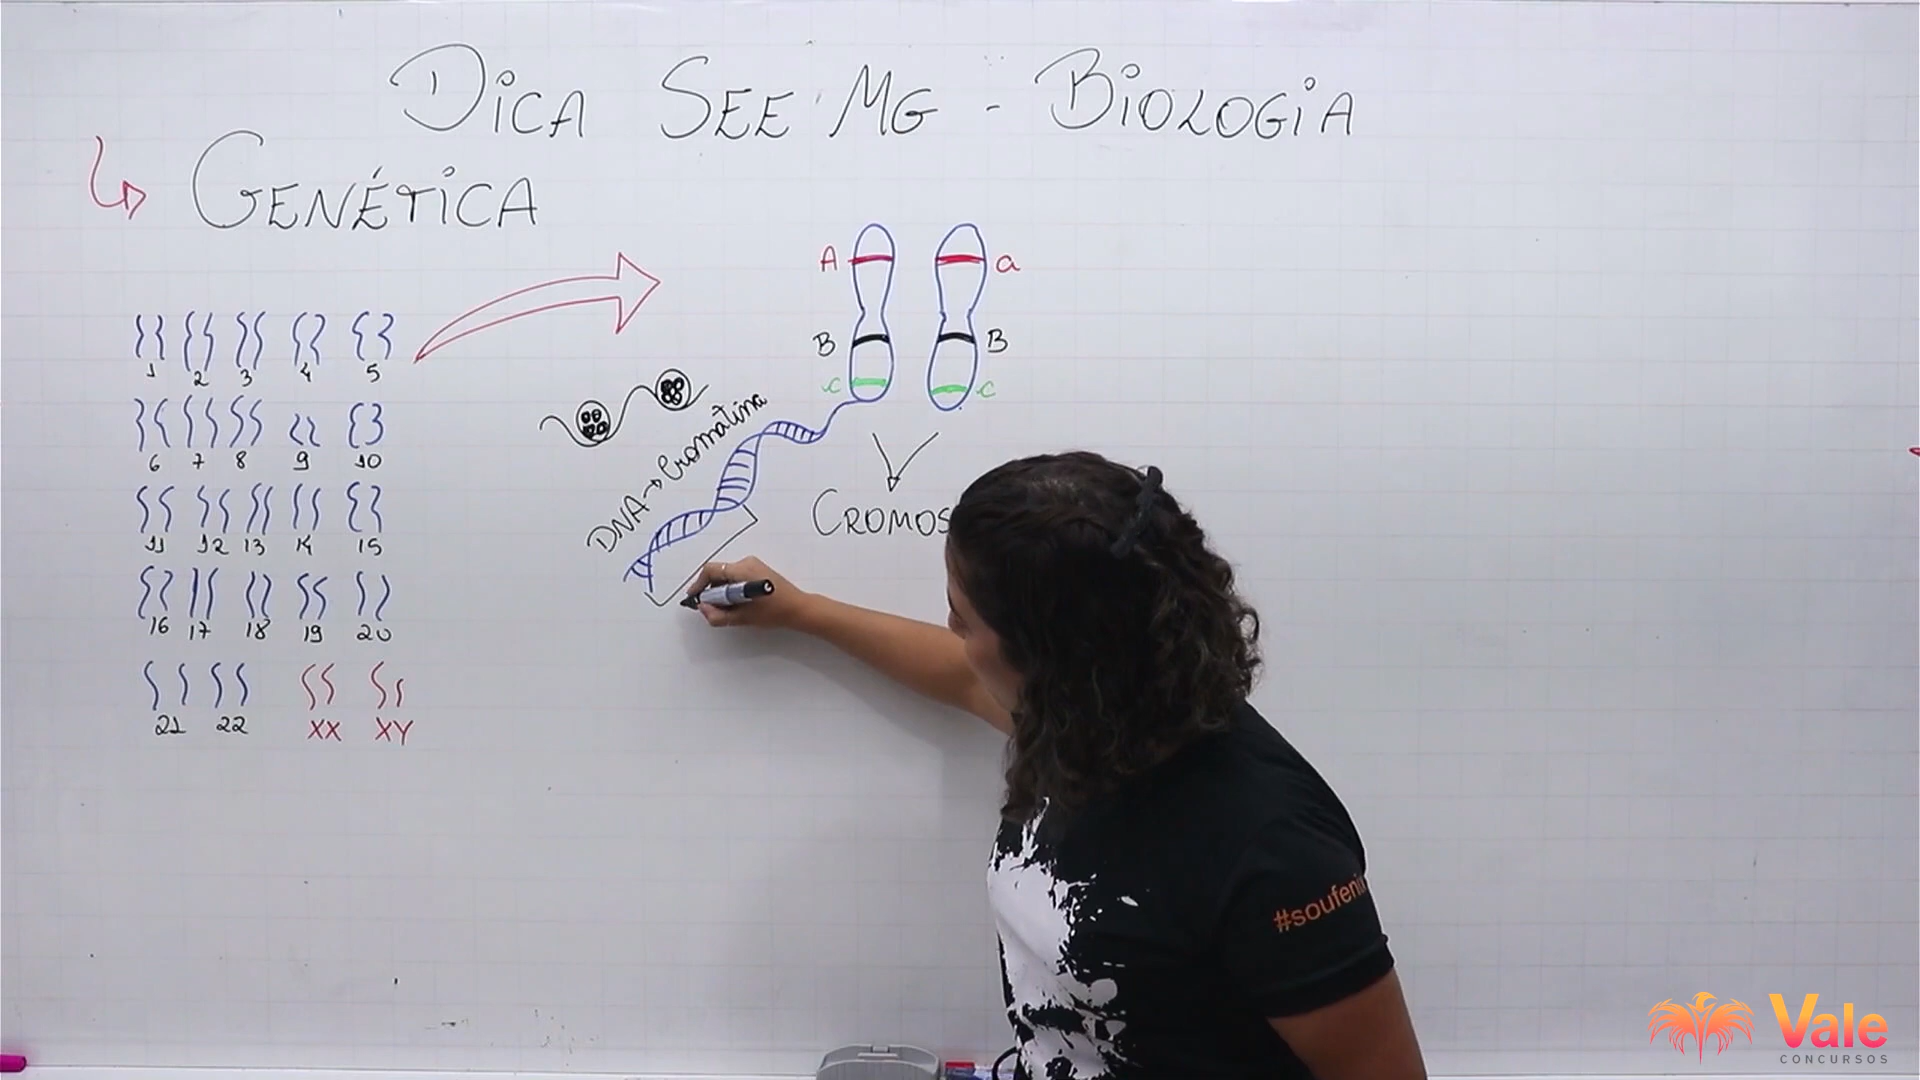 DICA SEE MG - BIOLOGIA
GENÉTICA
1 2 3 4 5
6 7 8 9 10
11 12 13 14 15
16 17 18 19 20
21 22 XX XY
A a
B B
c c
DNA → Cromatina
CROMOS
#soufeni
Vale
CONCURSOS